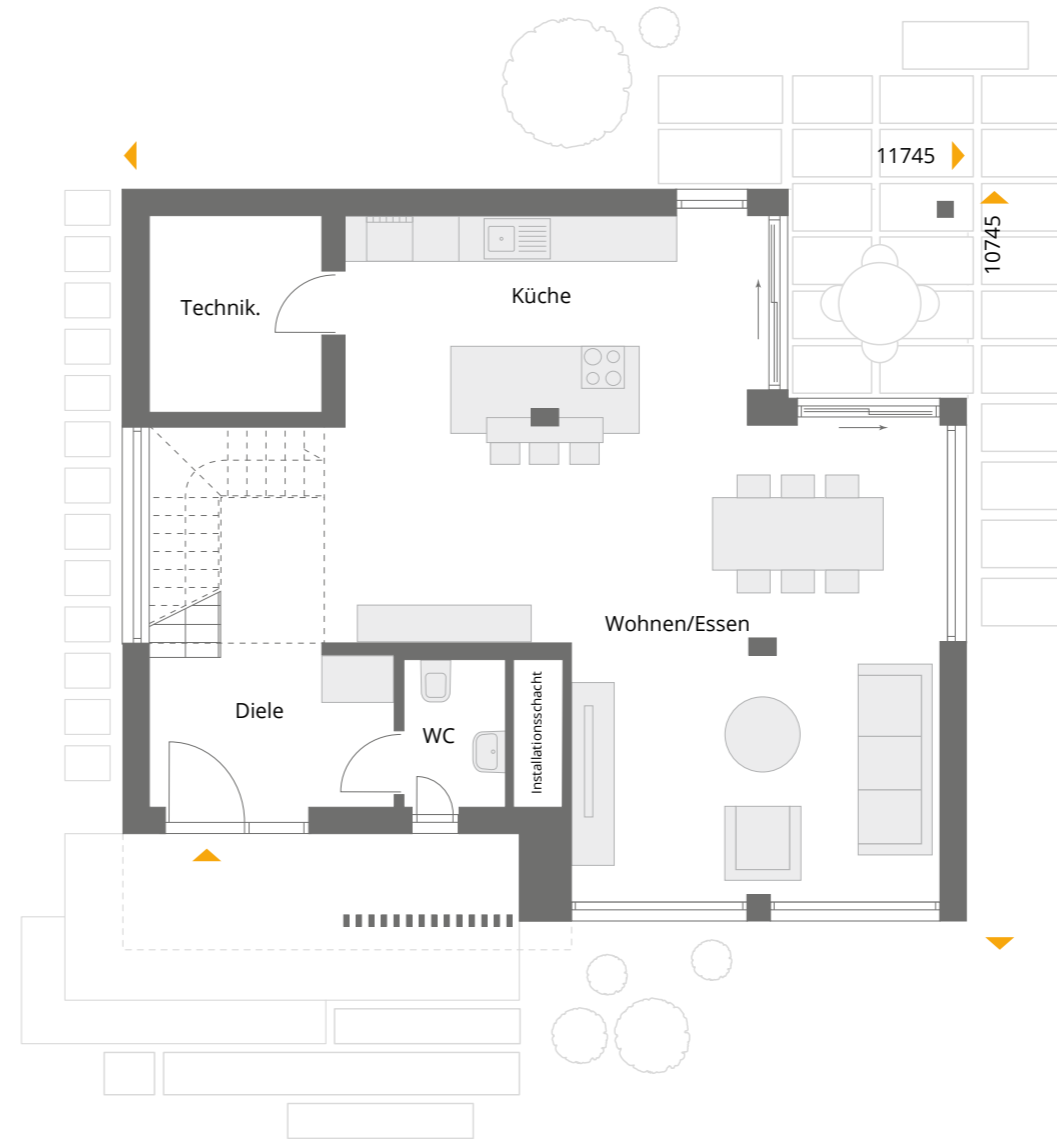 11745
10745
Technik.
Küche
Wohnen/Essen
Diele
WC
Installationsschacht